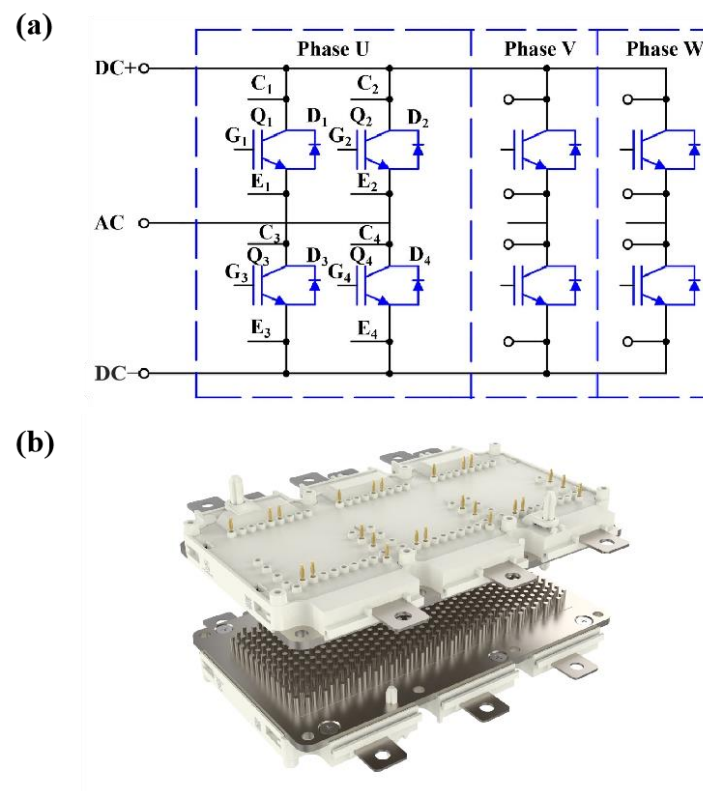 (a)
Phase U Phase V Phase W
DC+
C₁ C₂
Q₁ D₁ Q₂ D₂
G₁ G₂
E₁ E₂
AC
C₃ C₄
Q₃ D₃ Q₄ D₄
G₃ G₄
E₃ E₄
DC−
(b)